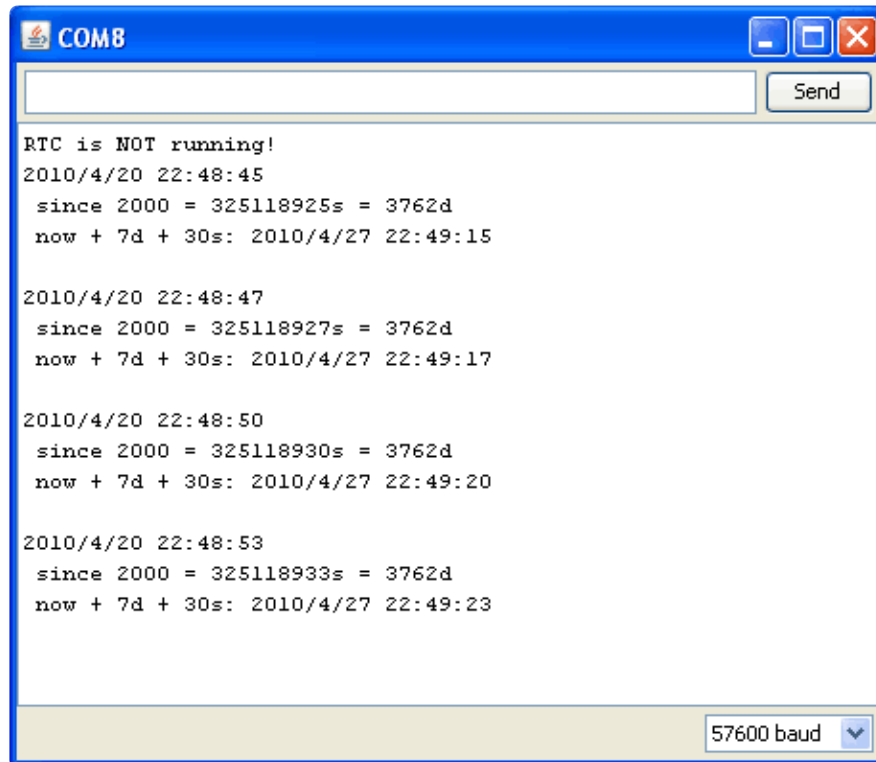 COM8
Send
RTC is NOT running!
2010/4/20 22:48:45
since 2000 = 325118925s = 3762d
now + 7d + 30s: 2010/4/27 22:49:15
2010/4/20 22:48:47
since 2000 = 325118927s = 3762d
now + 7d + 30s: 2010/4/27 22:49:17
2010/4/20 22:48:50
since 2000 = 325118930s = 3762d
now + 7d + 30s: 2010/4/27 22:49:20
2010/4/20 22:48:53
since 2000 = 325118933s = 3762d
now + 7d + 30s: 2010/4/27 22:49:23
57600 baud